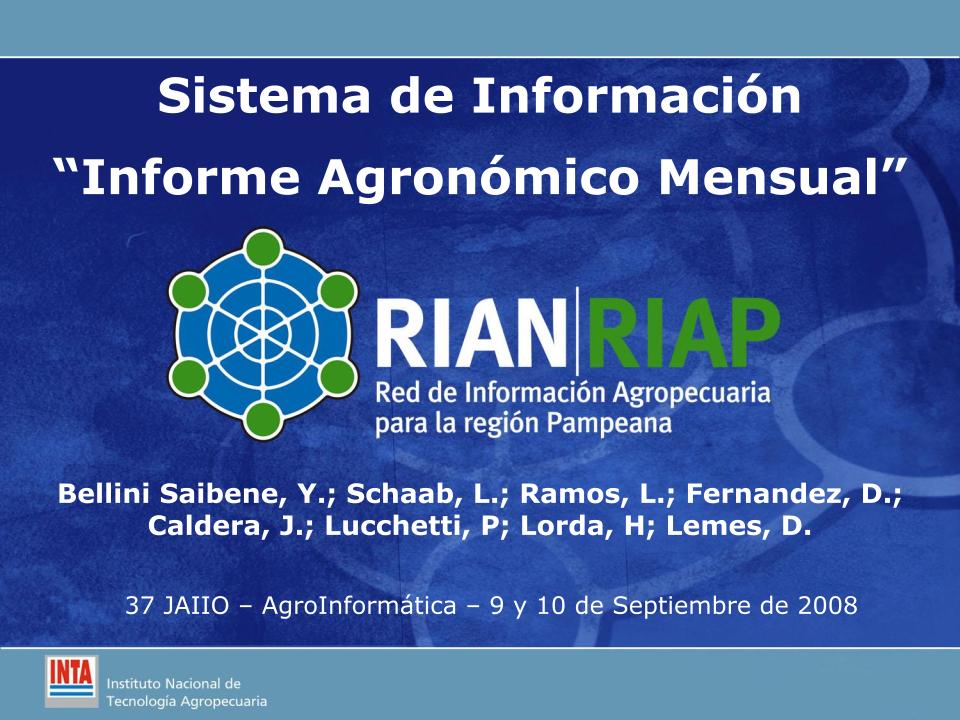 Sistema de Información
“Informe Agronómico Mensual”
RIAN RIAP
Red de Información Agropecuaria
para la región Pampeana
Bellini Saibene, Y.; Schaab, L.; Ramos, L.; Fernandez, D.;
Caldera, J.; Lucchetti, P; Lorda, H; Lemes, D.
37 JAIIO – AgroInformática – 9 y 10 de Septiembre de 2008
INTA
Instituto Nacional de
Tecnología Agropecuaria